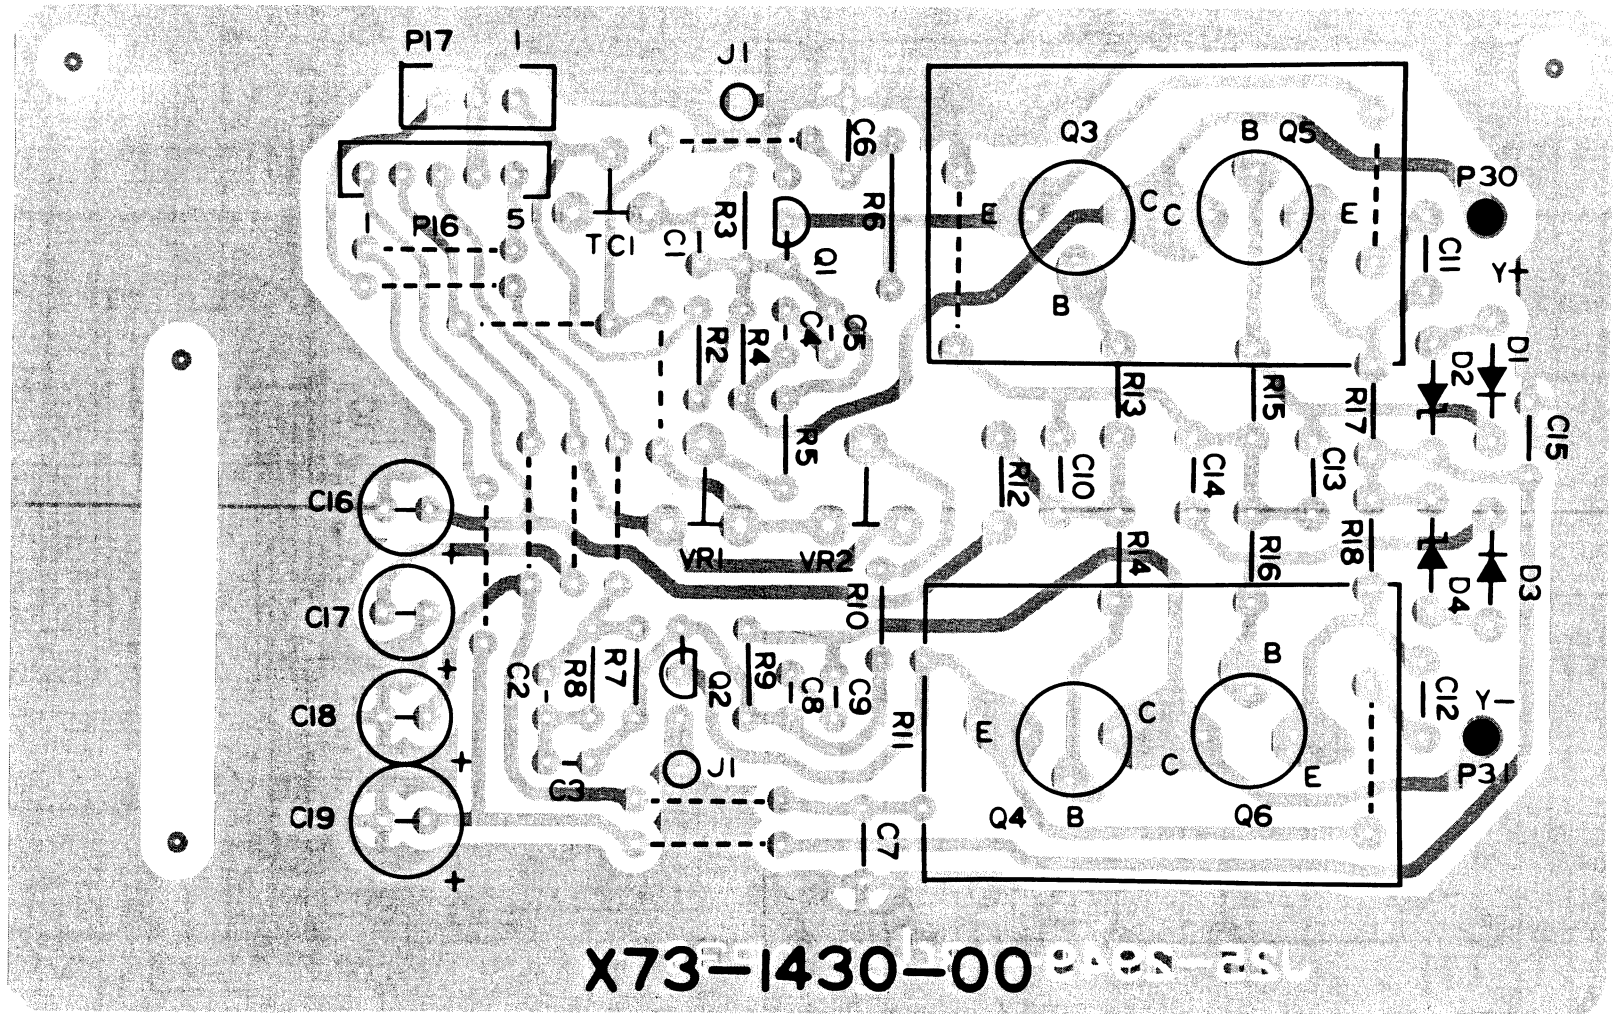 P17 1
J1
C6
Q3 B Q5
P30
1 P16 5
TC1
C1
R3
Q1
R6
E C C E
B
C11
Y+
R2 R4 C4 C5
D2 D1
R13 R15 R17
R5
C15
R12 C10 C14 C13
C16
+
VR1 VR2
R14 R16 R18
C17
+
R10
D4 D3
C2 R8 R7 Q2 R9 C8 C9
B
C18
+
R11
E C C E
C12
Y-
J1
C3
P31
C19
+
Q4 B Q6
C7
X73-1430-00